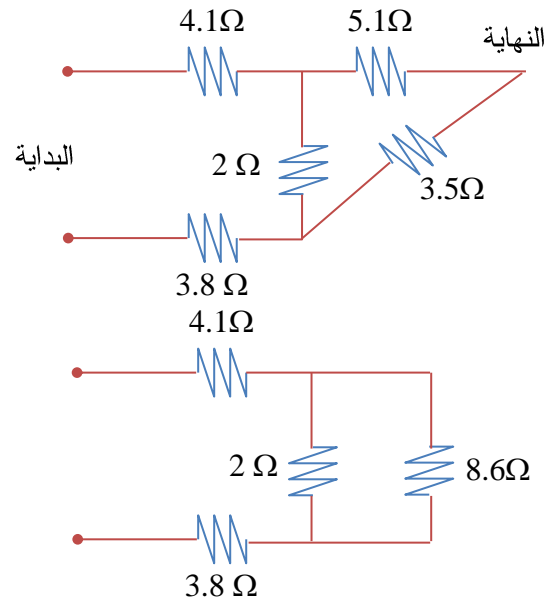 4.1Ω
5.1Ω
النهاية
البداية
2 Ω
3.5Ω
3.8 Ω
4.1Ω
2 Ω
8.6Ω
3.8 Ω